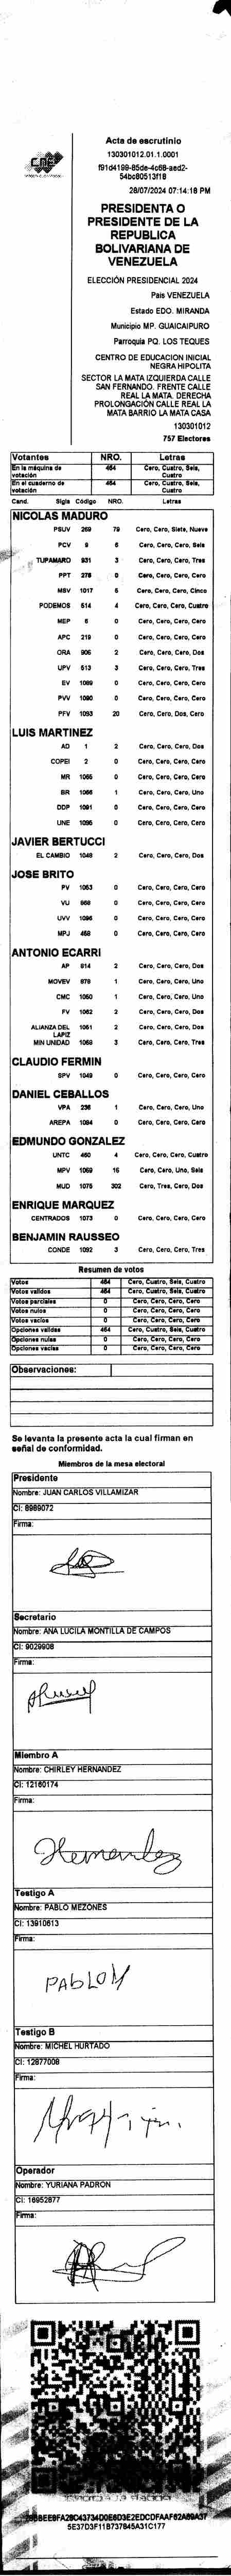 CNE
Acta de escrutinio
130301012.01.1.0001
f91d4199-85de-4c68-aed2-
54bc80513f18
28/07/2024 07:14:18 PM
PRESIDENTA O
PRESIDENTE DE LA
REPUBLICA
BOLIVARIANA DE
VENEZUELA
ELECCIÓN PRESIDENCIAL 2024
Pais VENEZUELA
Estado EDO. MIRANDA
Municipio MP. GUAICAIPURO
Parroquia PQ. LOS TEQUES
CENTRO DE EDUCACION INICIAL
NEGRA HIPOLITA
SECTOR LA MATA IZQUIERDA CALLE
SAN FERNANDO. FRENTE CALLE
REAL LA MATA. DERECHA
PROLONGACIÓN CALLE REAL LA
MATA BARRIO LA MATA CASA
130301012
757 Electores
Votantes NRO. Letras
En la máquina de votación 464 Cero, Cuatro, Seis, Cuatro
En el cuaderno de votación 464 Cero, Cuatro, Seis, Cuatro
Cand. Sigla Código NRO. Letras
NICOLAS MADURO
PSUV 269 79 Cero, Cero, Siete, Nueve
PCV 9 6 Cero, Cero, Cero, Seis
TUPAMARO 931 3 Cero, Cero, Cero, Tres
PPT 278 0 Cero, Cero, Cero, Cero
MSV 1017 5 Cero, Cero, Cero, Cinco
PODEMOS 514 4 Cero, Cero, Cero, Cuatro
MEP 6 0 Cero, Cero, Cero, Cero
APC 219 0 Cero, Cero, Cero, Cero
ORA 906 2 Cero, Cero, Cero, Dos
UPV 513 3 Cero, Cero, Cero, Tres
EV 1089 0 Cero, Cero, Cero, Cero
PVV 1090 0 Cero, Cero, Cero, Cero
PFV 1093 20 Cero, Cero, Dos, Cero
LUIS MARTINEZ
AD 1 2 Cero, Cero, Cero, Dos
COPEI 2 0 Cero, Cero, Cero, Cero
MR 1065 0 Cero, Cero, Cero, Cero
BR 1066 1 Cero, Cero, Cero, Uno
DDP 1091 0 Cero, Cero, Cero, Cero
UNE 1095 0 Cero, Cero, Cero, Cero
JAVIER BERTUCCI
EL CAMBIO 1048 2 Cero, Cero, Cero, Dos
JOSE BRITO
PV 1053 0 Cero, Cero, Cero, Cero
VU 968 0 Cero, Cero, Cero, Cero
UVV 1096 0 Cero, Cero, Cero, Cero
MPJ 468 0 Cero, Cero, Cero, Cero
ANTONIO ECARRI
AP 914 2 Cero, Cero, Cero, Dos
MOVEV 879 1 Cero, Cero, Cero, Uno
CMC 1050 1 Cero, Cero, Cero, Uno
FV 1062 2 Cero, Cero, Cero, Dos
ALIANZA DEL LAPIZ 1061 2 Cero, Cero, Cero, Dos
MIN UNIDAD 1069 3 Cero, Cero, Cero, Tres
CLAUDIO FERMIN
SPV 1049 0 Cero, Cero, Cero, Cero
DANIEL CEBALLOS
VPA 236 1 Cero, Cero, Cero, Uno
AREPA 1084 0 Cero, Cero, Cero, Cero
EDMUNDO GONZALEZ
UNTC 460 4 Cero, Cero, Cero, Cuatro
MPV 1059 16 Cero, Cero, Uno, Seis
MUD 1075 302 Cero, Tres, Cero, Dos
ENRIQUE MARQUEZ
CENTRADOS 1073 0 Cero, Cero, Cero, Cero
BENJAMIN RAUSSEO
CONDE 1092 3 Cero, Cero, Cero, Tres
Resumen de votos
Votos 464 Cero, Cuatro, Seis, Cuatro
Votos validos 464 Cero, Cuatro, Seis, Cuatro
Votos parciales 0 Cero, Cero, Cero, Cero
Votos nulos 0 Cero, Cero, Cero, Cero
Votos vacios 0 Cero, Cero, Cero, Cero
Opciones validas 464 Cero, Cuatro, Seis, Cuatro
Opciones nulas 0 Cero, Cero, Cero, Cero
Opciones vacias 0 Cero, Cero, Cero, Cero
Observaciones:
Se levanta la presente acta la cual firman en
señal de conformidad.
Miembros de la mesa electoral
Presidente
Nombre: JUAN CARLOS VILLAMIZAR
CI: 8989072
Firma:
Secretario
Nombre: ANA LUCILA MONTILLA DE CAMPOS
CI: 9029908
Firma:
Miembro A
Nombre: CHIRLEY HERNANDEZ
CI: 12160174
Firma:
Hernandez
Testigo A
Nombre: PABLO MEZONES
CI: 13910613
Firma:
PAbLO M
Testigo B
Nombre: MICHEL HURTADO
CI: 12877008
Firma:
Operador
Nombre: YURIANA PADRON
CI: 16952877
Firma:
5E37D3F11B737845A31C177